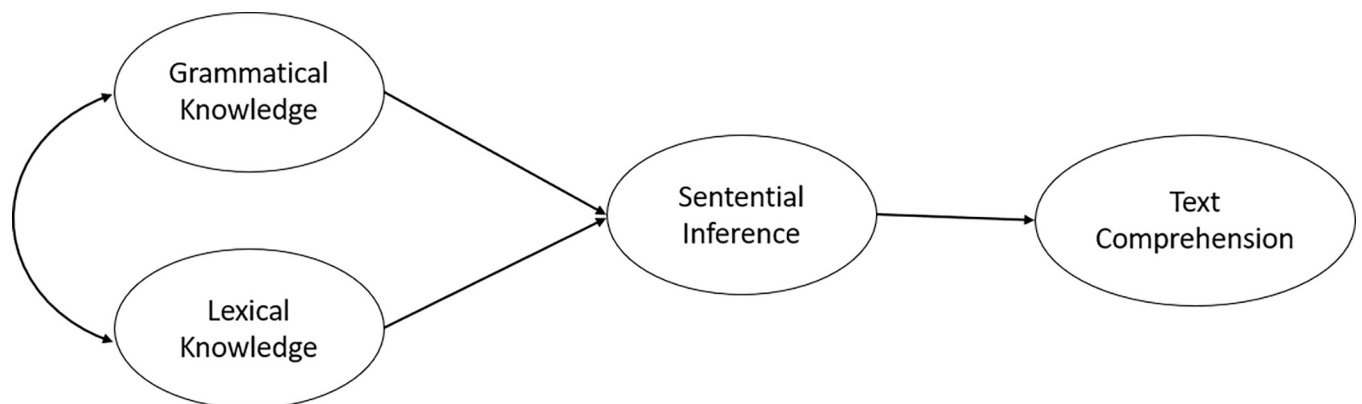 Grammatical
Knowledge
Lexical
Knowledge
Sentential
Inference
Text
Comprehension